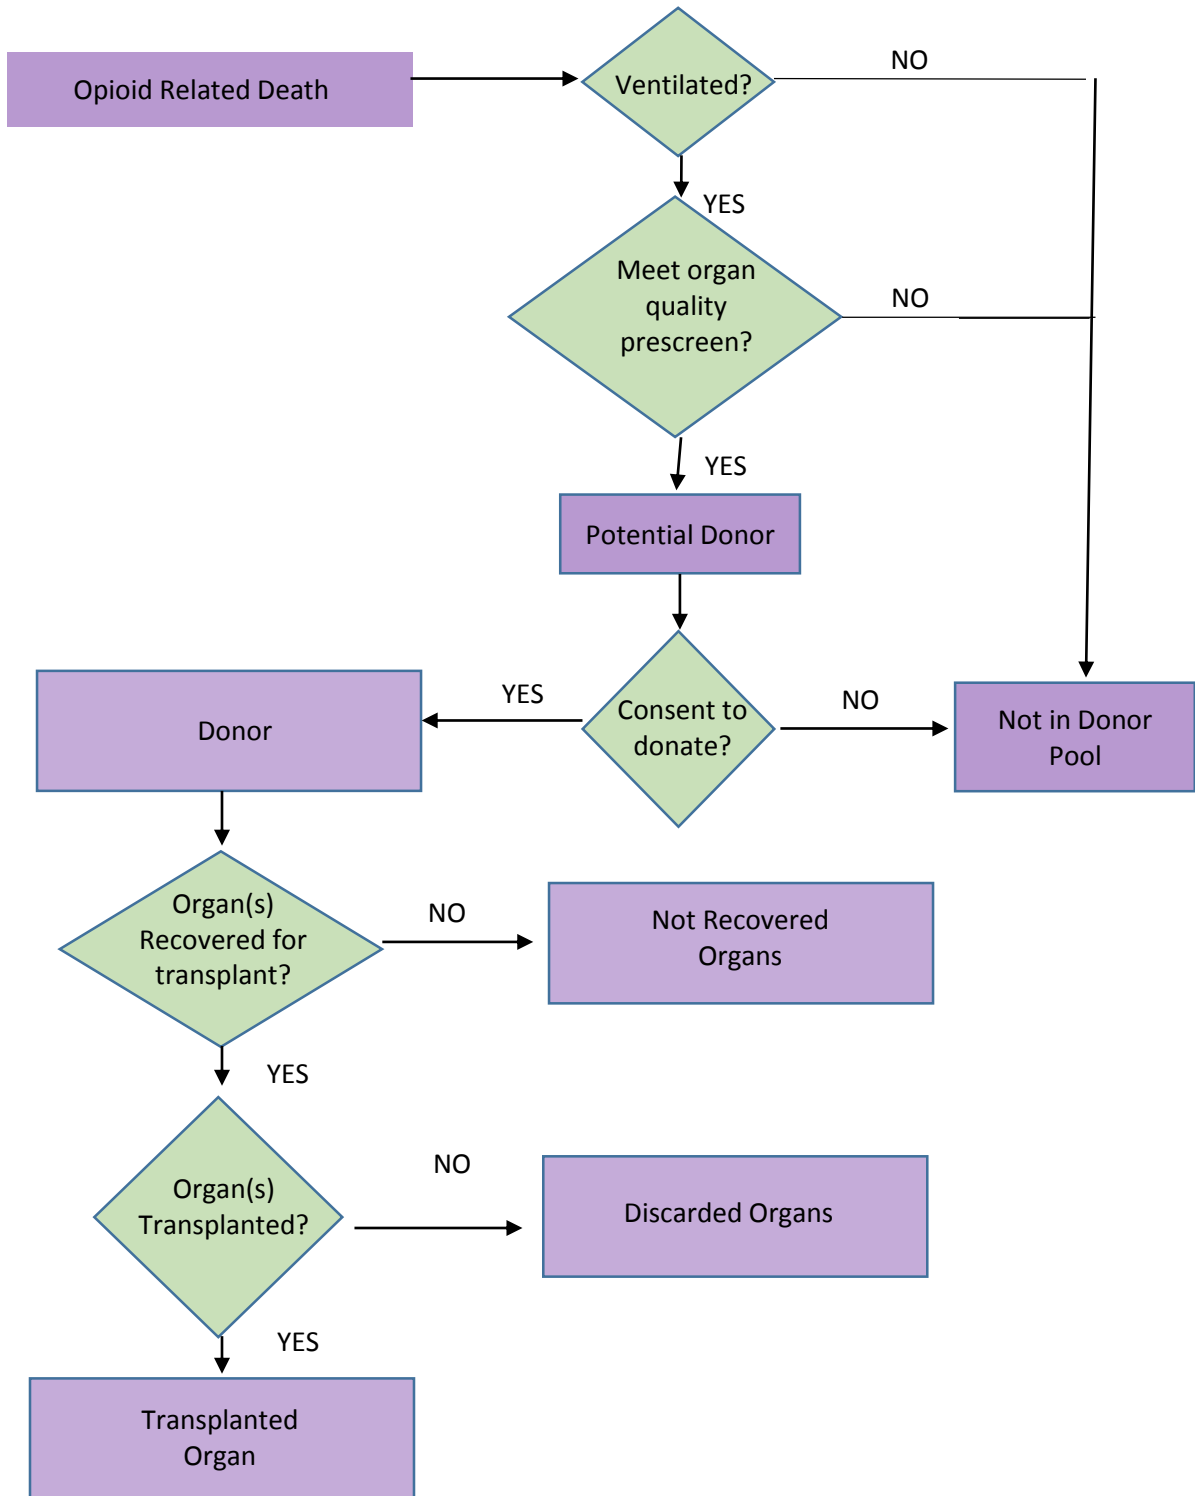 NO
Opioid Related Death
Ventilated?
YES
Meet organ
quality
prescreen?
NO
YES
Potential Donor
YES
NO
Consent to
donate?
Donor
Not in Donor
Pool
Organ(s)
Recovered for
transplant?
NO
Not Recovered
Organs
YES
NO
Organ(s)
Transplanted?
Discarded Organs
YES
Transplanted
Organ